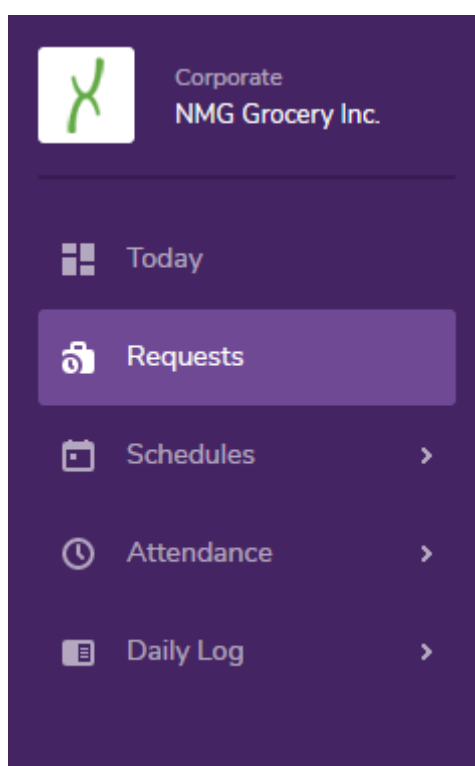 Corporate
NMG Grocery Inc.
Today
Requests
Schedules
Attendance
Daily Log